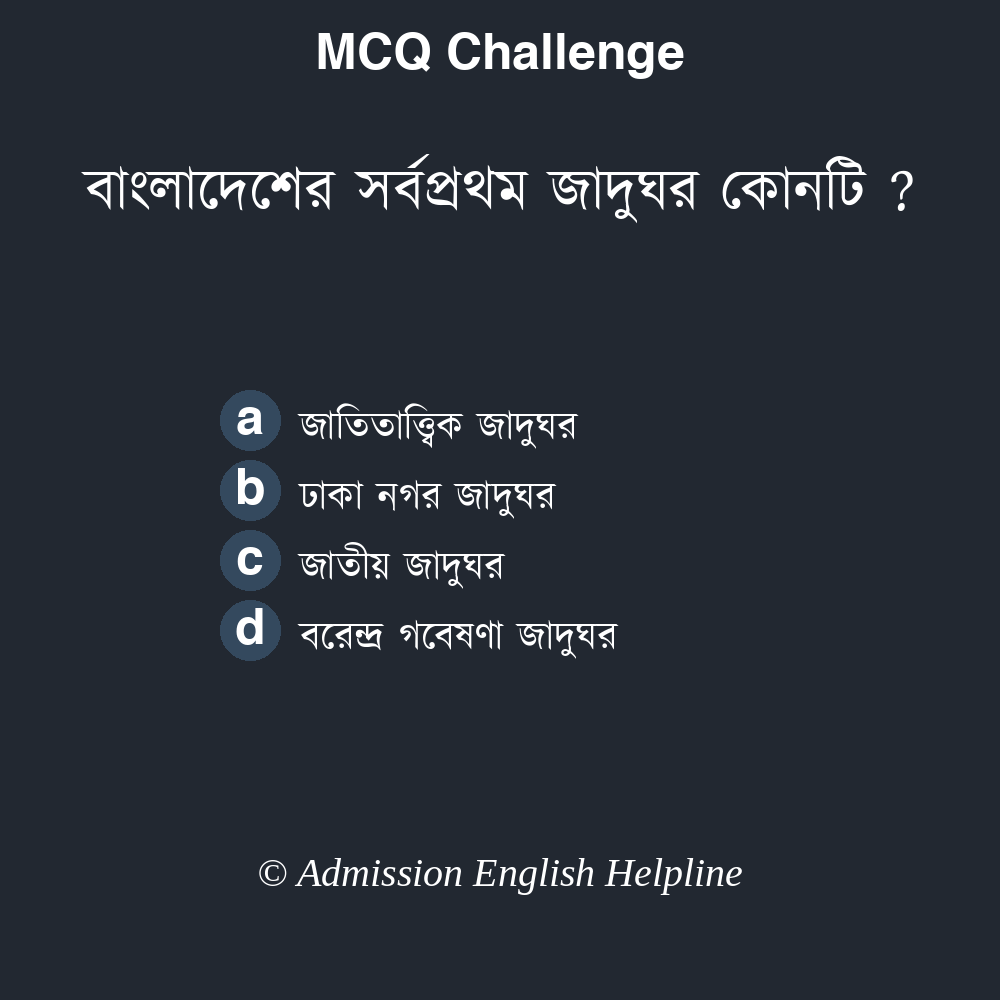 MCQ Challenge
বাংলাদেশের সর্বপ্রথম জাদুঘর কোনটি ?
a জাতিতাত্ত্বিক জাদুঘর
b ঢাকা নগর জাদুঘর
c জাতীয় জাদুঘর
d বরেন্দ্র গবেষণা জাদুঘর
© Admission English Helpline